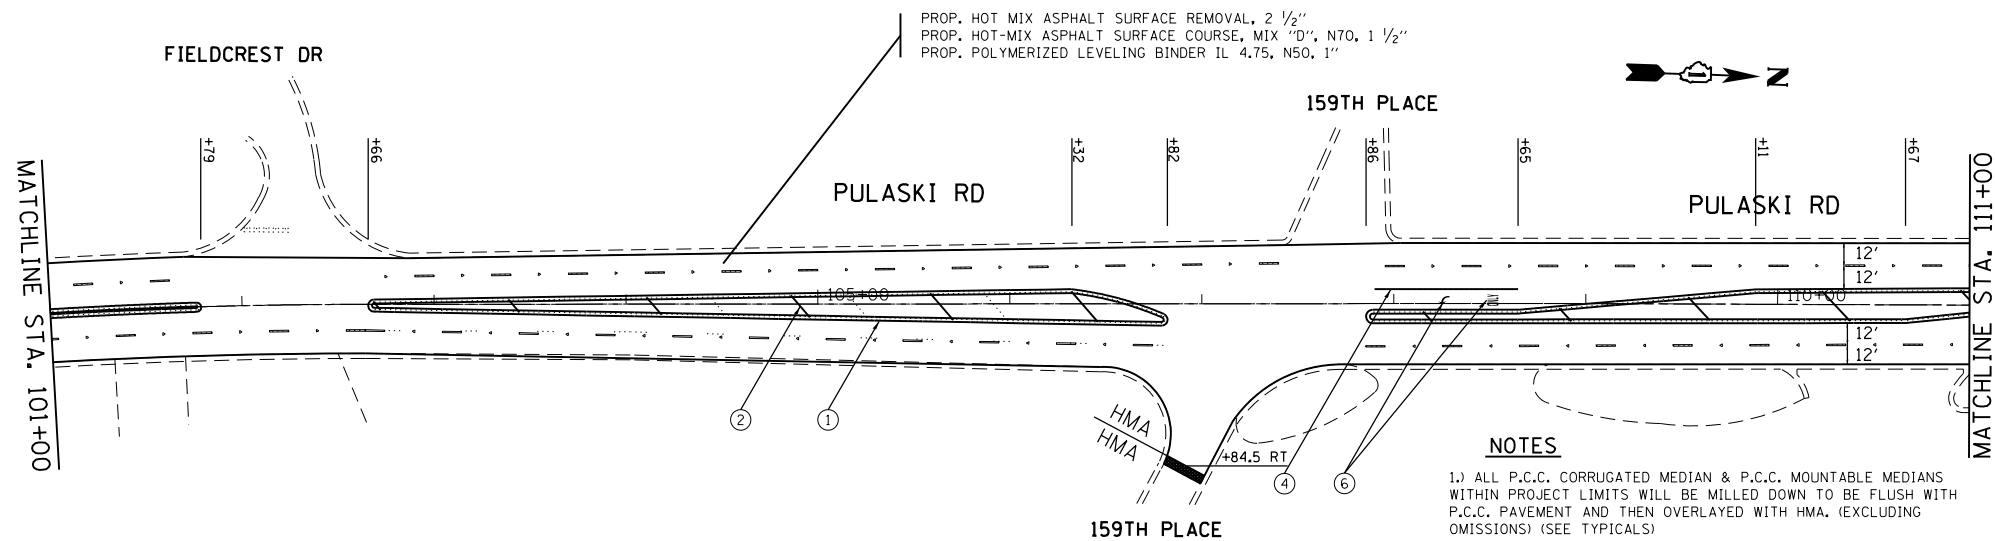 PROP. HOT MIX ASPHALT SURFACE REMOVAL, 2 ½"
PROP. HOT-MIX ASPHALT SURFACE COURSE, MIX "D", N70, 1 ½"
PROP. POLYMERIZED LEVELING BINDER IL 4.75, N50, 1"
FIELDCREST DR
N
159TH PLACE
+79
+66
+32
+82
+86
+65
+11
+67
PULASKI RD
PULASKI RD
MATCHLINE STA. 101+00
MATCHLINE STA. 111+00
12'
12'
105+00
110+00
12'
12'
2
1
HMA
HMA
+84.5 RT
4
6
159TH PLACE
NOTES
1.) ALL P.C.C. CORRUGATED MEDIAN & P.C.C. MOUNTABLE MEDIANS
WITHIN PROJECT LIMITS WILL BE MILLED DOWN TO BE FLUSH WITH
P.C.C. PAVEMENT AND THEN OVERLAYED WITH HMA. (EXCLUDING
OMISSIONS) (SEE TYPICALS)